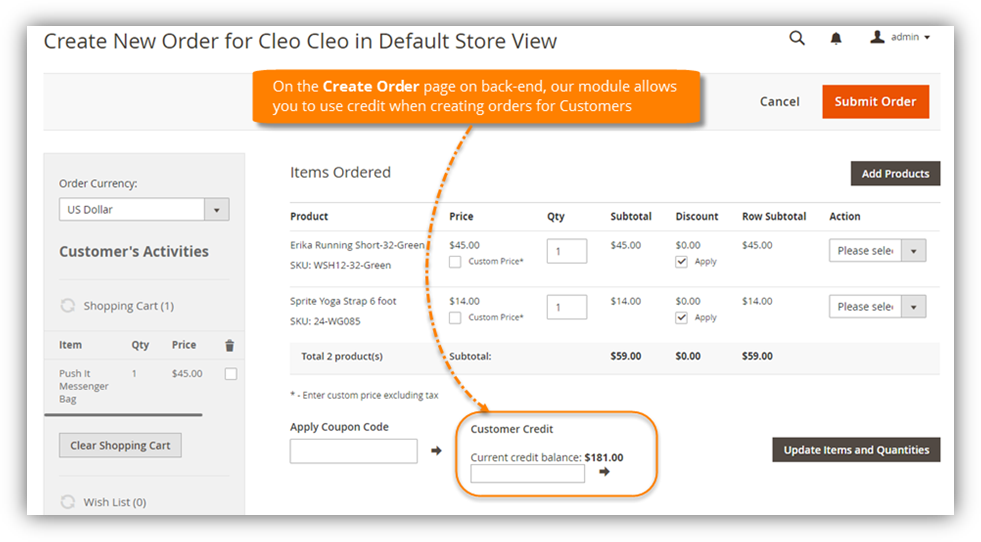 Create New Order for Cleo Cleo in Default Store View
admin
On the Create Order page on back-end, our module allows
you to use credit when creating orders for Customers
Cancel
Submit Order
Order Currency:
US Dollar
Customer's Activities
Shopping Cart (1)
Item Qty Price
Push It 1 $45.00
Messenger
Bag
Clear Shopping Cart
Wish List (0)
Items Ordered
Add Products
Product Price Qty Subtotal Discount Row Subtotal Action
Erika Running Short-32-Green $45.00 1 $45.00 $0.00 $45.00 Please sele
SKU: WSH12-32-Green Custom Price* Apply
Sprite Yoga Strap 6 foot $14.00 1 $14.00 $0.00 $14.00 Please sele
SKU: 24-WG085 Custom Price* Apply
Total 2 product(s) Subtotal: $59.00 $0.00 $59.00
* - Enter custom price excluding tax
Apply Coupon Code
Customer Credit
Current credit balance: $181.00
Update Items and Quantities